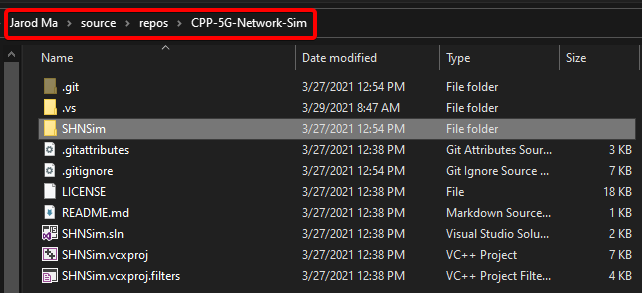 Jarod Ma > source > repos > CPP-5G-Network-Sim
Name Date modified Type Size
.git 3/27/2021 12:54 PM File folder
.vs 3/29/2021 8:47 AM File folder
SHNSim 3/27/2021 12:54 PM File folder
.gitattributes 3/27/2021 12:38 PM Git Attributes Sour... 3 KB
.gitignore 3/27/2021 12:38 PM Git Ignore Source ... 7 KB
LICENSE 3/27/2021 12:38 PM File 18 KB
README.md 3/27/2021 12:38 PM Markdown Source... 1 KB
SHNSim.sln 3/27/2021 12:38 PM Visual Studio Solu... 2 KB
SHNSim.vcxproj 3/27/2021 12:38 PM VC++ Project 7 KB
SHNSim.vcxproj.filters 3/27/2021 12:38 PM VC++ Project Filte... 4 KB